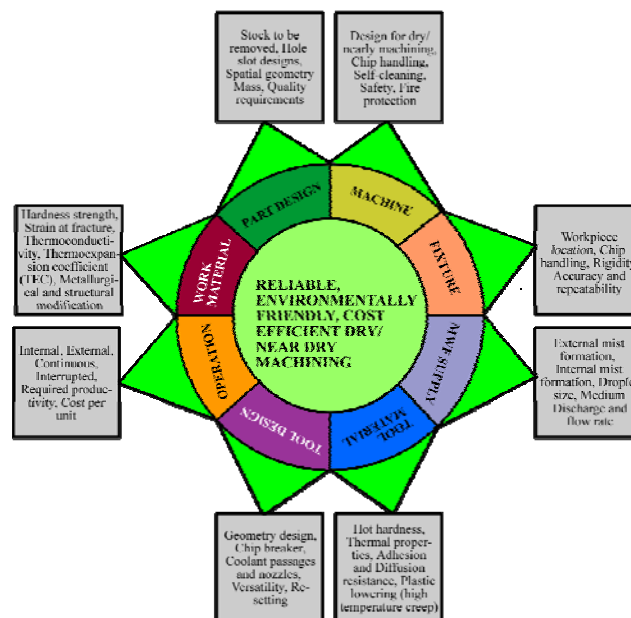 Stock to be
removed, Hole
slot designs,
Spatial geometry
Mass, Quality
requirements
Design for dry/
nearly machining,
Chip handling,
Self-cleaning,
Safety, Fire
protection
PART DESIGN
MACHINE
Hardness strength,
Strain at fracture,
Thermoconducti-
vity, Thermoexpan-
sion coefficient
(TEC), Metallurgi-
cal and structural
modification
WORK
MATERIAL
FIXTURE
Workpiece
location, Chip
handling, Rigidity
Accuracy and
repeatability
RELIABLE,
ENVIRONMENTALLY
FRIENDLY, COST
EFFICIENT DRY/
NEAR DRY
MACHINING
Internal, External,
Continuous,
Interrupted,
Required produc-
tivity, Cost per
unit
OPERATION
MWF SUPPLY
External mist
formation,
Internal mist
formation, Drople
size, Medium
Discharge and
flow rate
TOOL DESIGN
TOOL
MATERIAL
Geometry design,
Chip breaker,
Coolant passages
and nozzles,
Versatility, Re-
setting
Hot hardness,
Thermal proper-
ties, Adhesion
and Diffusion
resistance, Plastic
lowering (high
temperature creep)